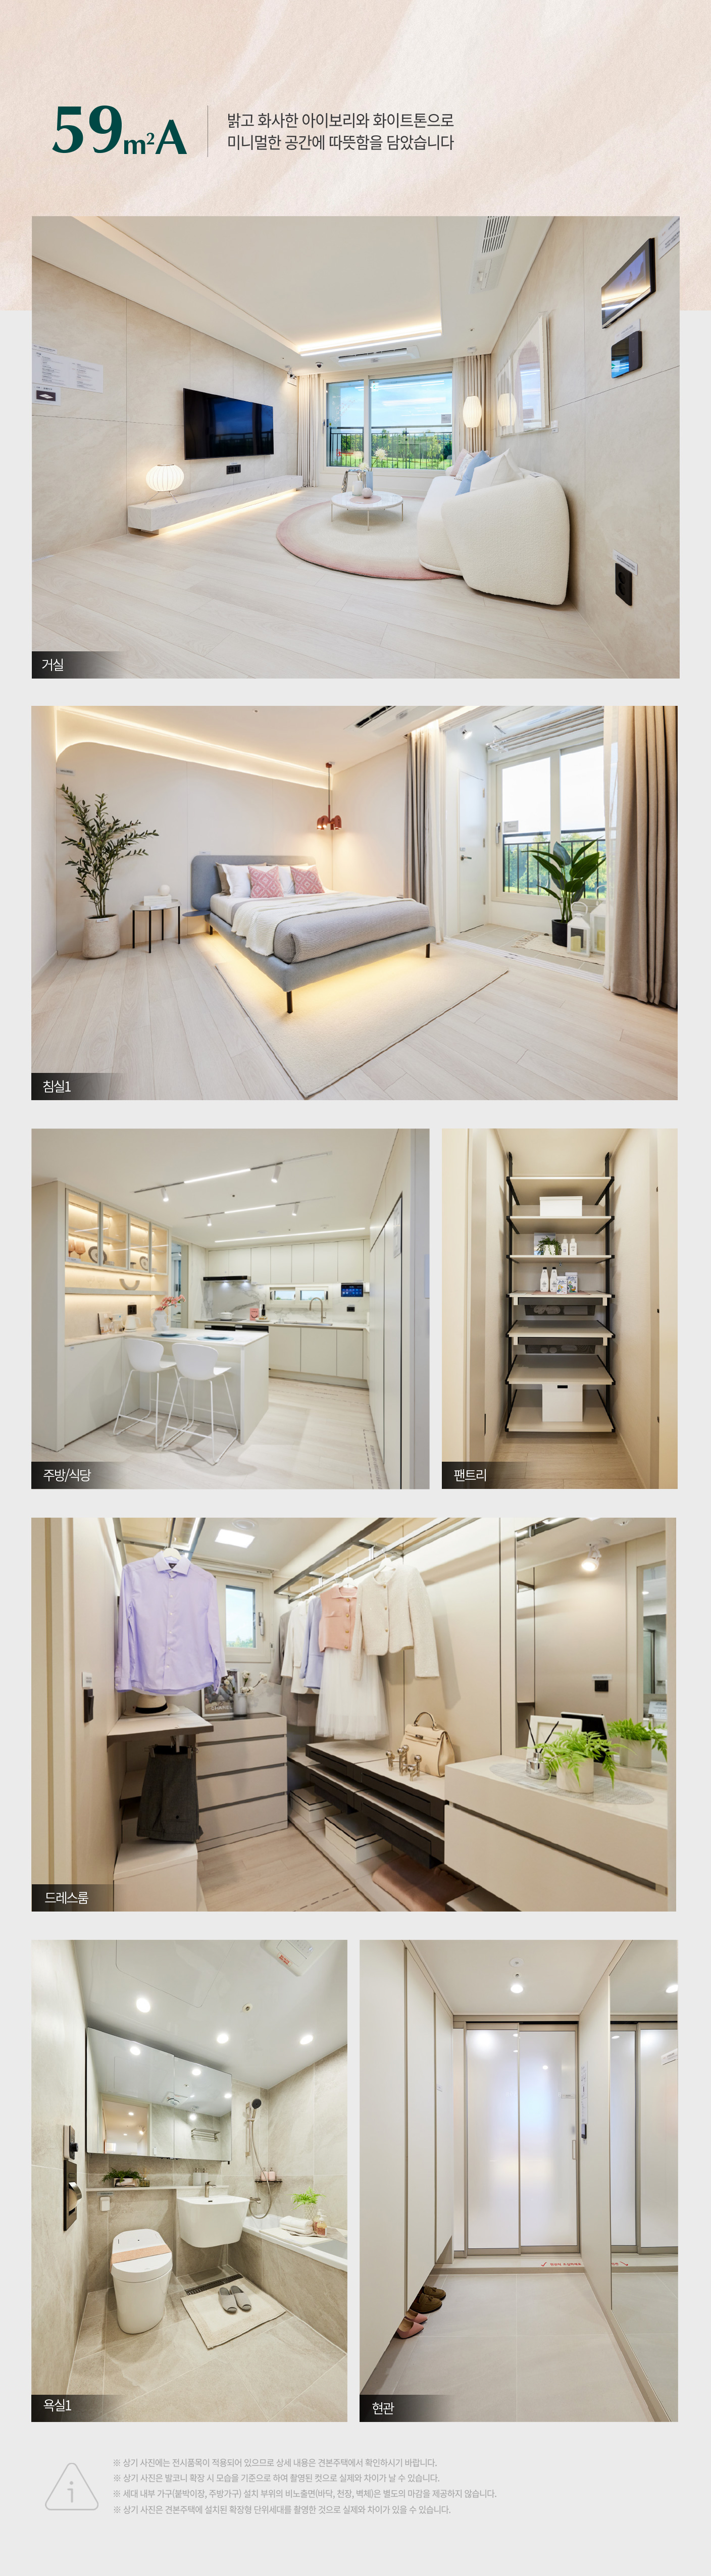 59m²A
밝고 화사한 아이보리와 화이트톤으로
미니멀한 공간에 따뜻함을 담았습니다
거실
침실1
주방/식당
팬트리
드레스룸
욕실1
현관
※ 상기 사진에는 전시품목이 적용되어 있으므로 상세 내용은 견본주택에서 확인하시기 바랍니다.
※ 상기 사진은 발코니 확장 시 모습을 기준으로 하여 촬영된 컷으로 실제와 차이가 날 수 있습니다.
※ 세대 내부 가구(붙박이장, 주방가구) 설치 부위의 비노출면(바닥, 천장, 벽체)은 별도의 마감을 제공하지 않습니다.
※ 상기 사진은 견본주택에 설치된 확장형 단위세대를 촬영한 것으로 실제와 차이가 있을 수 있습니다.